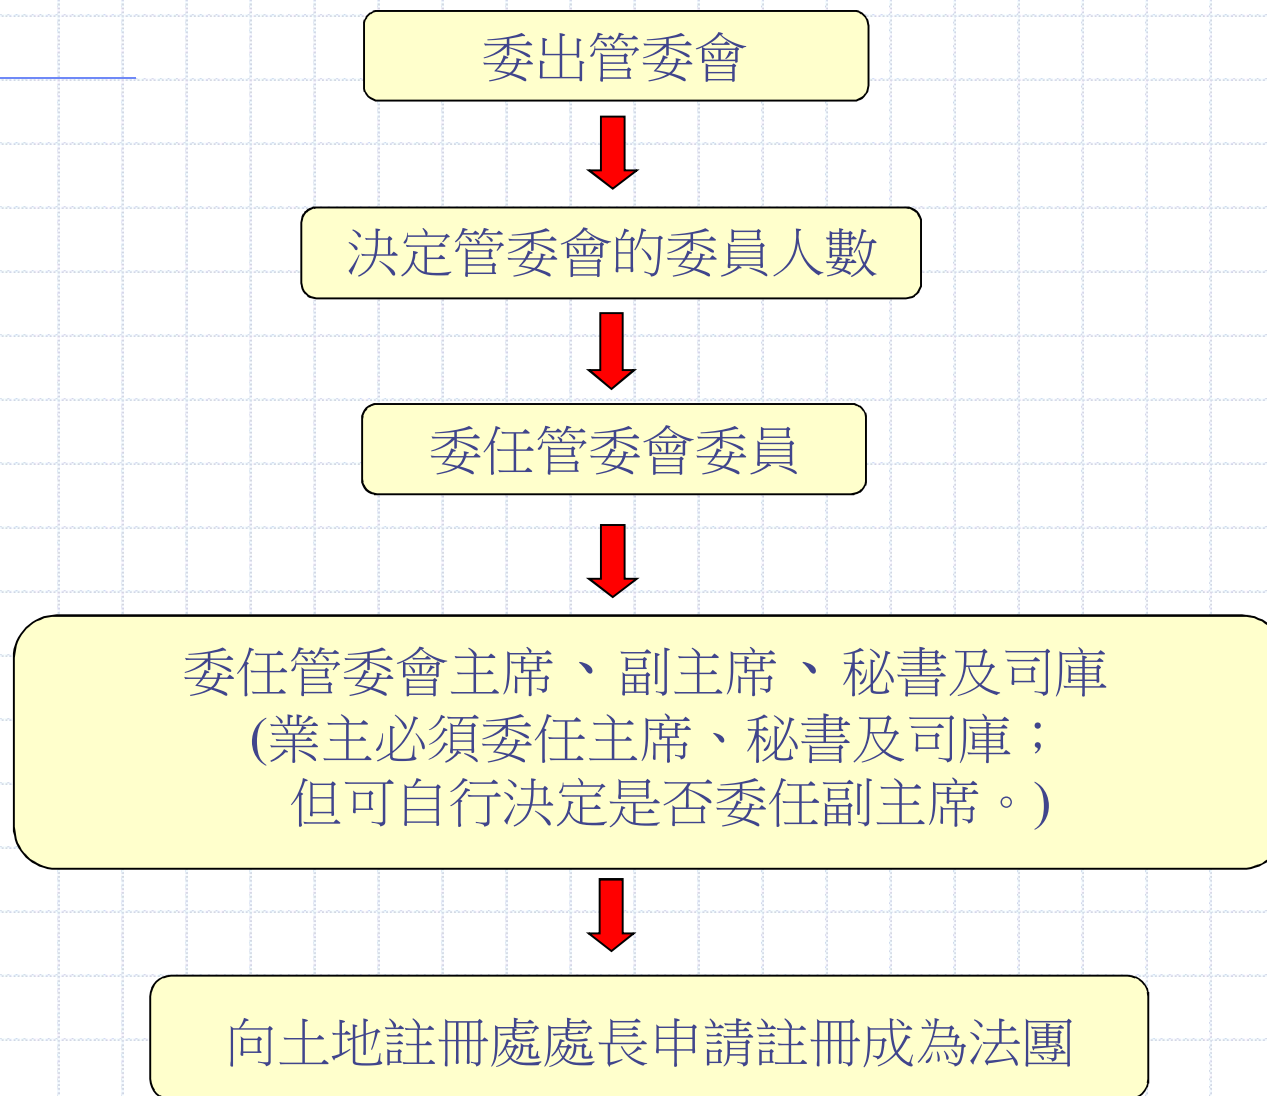 委出管委會
決定管委會的委員人數
委任管委會委員
委任管委會主席、副主席、秘書及司庫
(業主必須委任主席、秘書及司庫；
但可自行決定是否委任副主席。)
向土地註冊處處長申請註冊成為法團